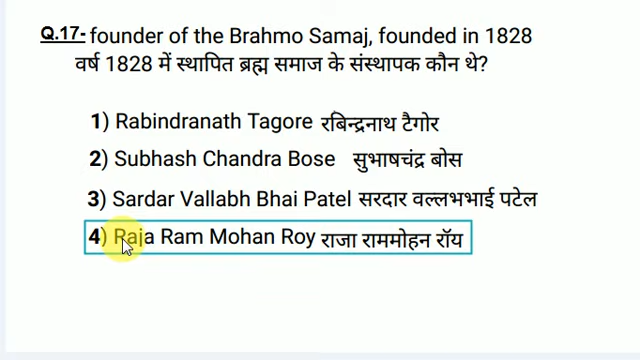 Q.17- founder of the Brahmo Samaj, founded in 1828
वर्ष 1828 में स्थापित ब्रह्म समाज के संस्थापक कौन थे?
1) Rabindranath Tagore रबिन्द्रनाथ टैगोर
2) Subhash Chandra Bose सुभाषचंद्र बोस
3) Sardar Vallabh Bhai Patel सरदार वल्लभभाई पटेल
4) Raja Ram Mohan Roy राजा राममोहन रॉय